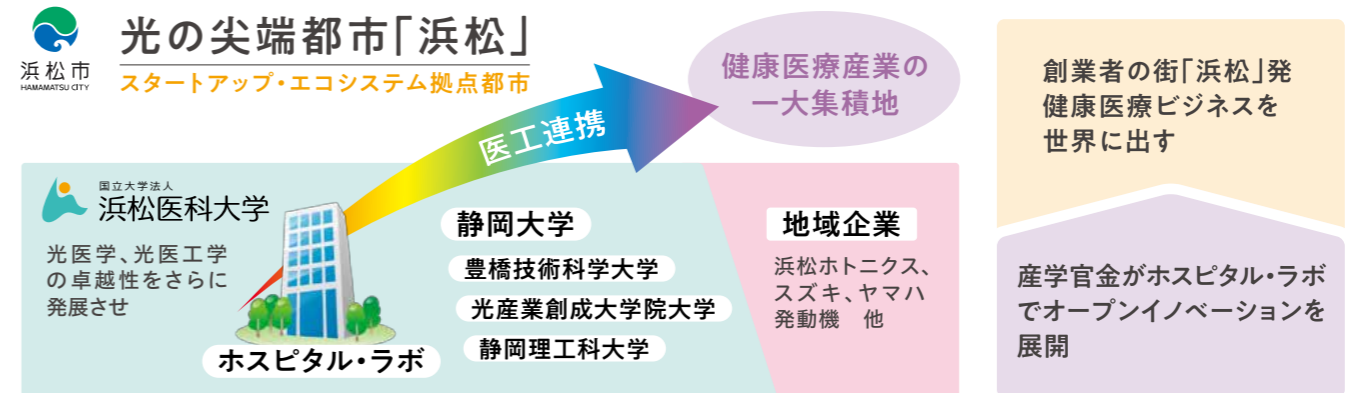 浜松市
HAMAMATSU CITY
光の尖端都市「浜松」
スタートアップ・エコシステム拠点都市
医工連携
健康医療産業の
一大集積地
国立大学法人
浜松医科大学
光医学、光医工学
の卓越性をさらに
発展させ
ホスピタル・ラボ
静岡大学
豊橋技術科学大学
光産業創成大学院大学
静岡理工科大学
地域企業
浜松ホトニクス、
スズキ、ヤマハ
発動機　他
創業者の街「浜松」発
健康医療ビジネスを
世界に出す
産学官金がホスピタル・ラボ
でオープンイノベーションを
展開